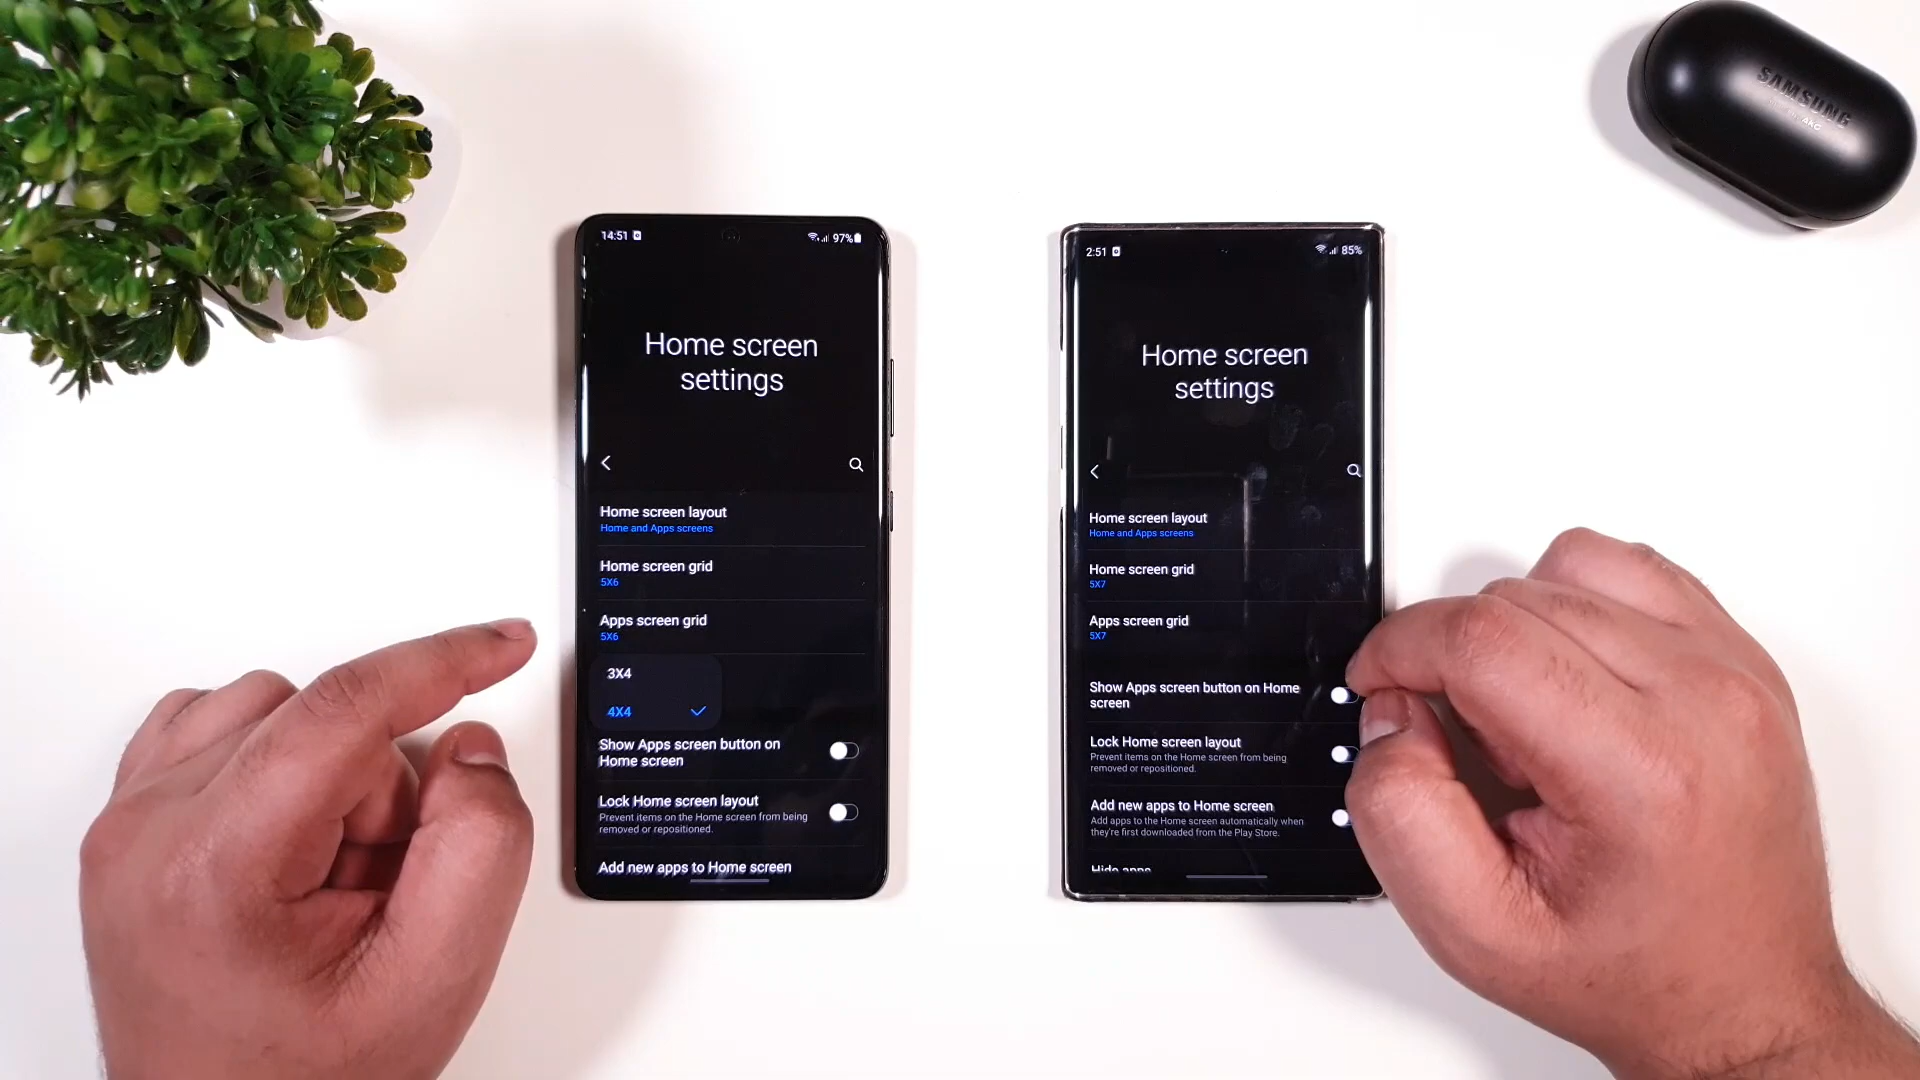 SAMSUNG
AKG
14:51
97%
Home screen
settings
Home screen layout
Home and Apps screens
Home screen grid
5X6
Apps screen grid
5X6
3X4
4X4
Show Apps screen button on
Home screen
Lock Home screen layout
Prevent items on the Home screen from being
removed or repositioned.
Add new apps to Home screen
2:51
85%
Home screen
settings
Home screen layout
Home and Apps screens
Home screen grid
5X7
Apps screen grid
5X7
Show Apps screen button on Home
screen
Lock Home screen layout
Prevent items on the Home screen from being
removed or repositioned.
Add new apps to Home screen
Add apps to the Home screen automatically when
they're first downloaded from the Play Store.
Hide apps